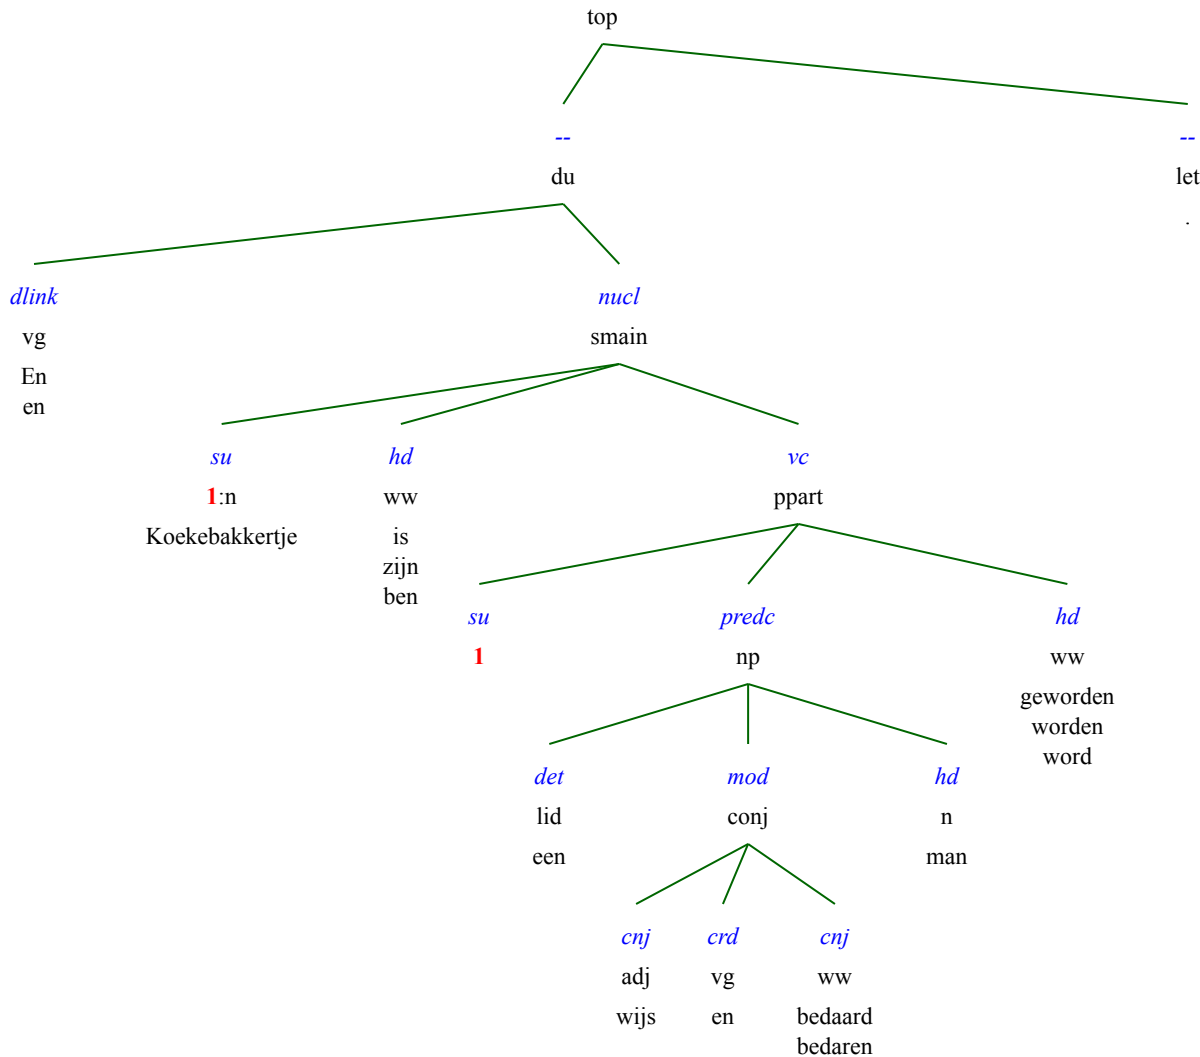 top
-- --
du let
.
dlink nucl
vg smain
En
en
su hd vc
1:n ww ppart
Koekebakkertje is
zijn
ben
su predc hd
1 np ww
geworden
worden
word
det mod hd
lid conj n
een man
cnj crd cnj
adj vg ww
wijs en bedaard
bedaren